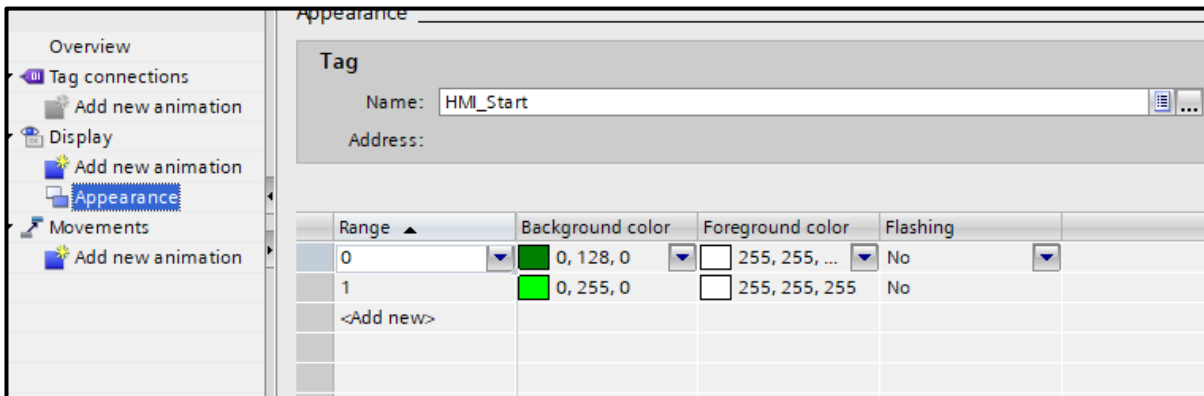 Appearance
Overview
Tag connections
Add new animation
Display
Add new animation
Appearance
Movements
Add new animation
Tag
Name: HMI_Start
...
Address:
Range Background color Foreground color Flashing
0 0, 128, 0 255, 255, ... No
1 0, 255, 0 255, 255, 255 No
<Add new>